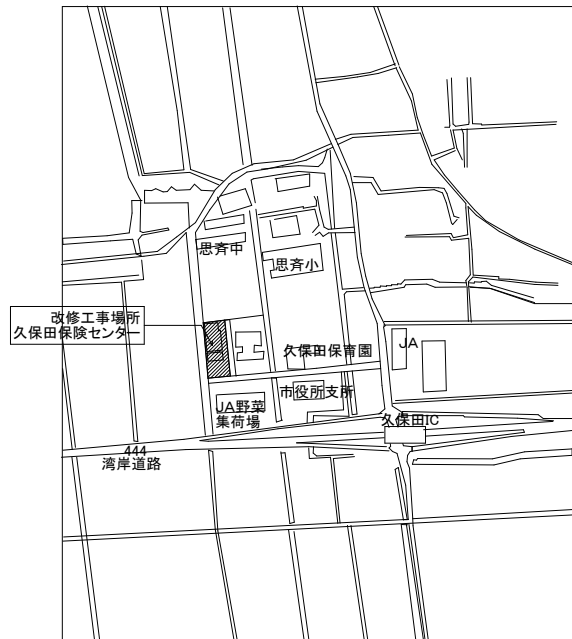 思斉中
思斉小
改修工事場所
久保田保険センター
久保田保育園
JA
市役所支所
JA野菜
集荷場
久保田IC
444
湾岸道路